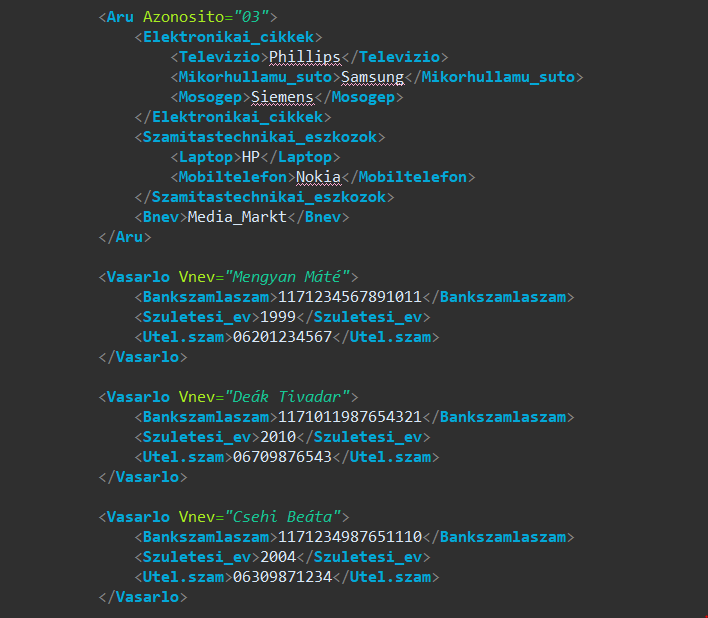 <Aru Azonosito="03">
<Elektronikai_cikkek>
<Televizio>Phillips</Televizio>
<Mikorhullamu_suto>Samsung</Mikorhullamu_suto>
<Mosogep>Siemens</Mosogep>
</Elektronikai_cikkek>
<Szamitastechnikai_eszkozok>
<Laptop>HP</Laptop>
<Mobiltelefon>Nokia</Mobiltelefon>
</Szamitastechnikai_eszkozok>
<Bnev>Media_Markt</Bnev>
</Aru>
<Vasarlo Vnev="Mengyan Máté">
<Bankszamlaszam>1171234567891011</Bankszamlaszam>
<Szuletesi_ev>1999</Szuletesi_ev>
<Utel.szam>06201234567</Utel.szam>
</Vasarlo>
<Vasarlo Vnev="Deák Tivadar">
<Bankszamlaszam>1171011987654321</Bankszamlaszam>
<Szuletesi_ev>2010</Szuletesi_ev>
<Utel.szam>06709876543</Utel.szam>
</Vasarlo>
<Vasarlo Vnev="Csehi Beáta">
<Bankszamlaszam>1171234987651110</Bankszamlaszam>
<Szuletesi_ev>2004</Szuletesi_ev>
<Utel.szam>06309871234</Utel.szam>
</Vasarlo>